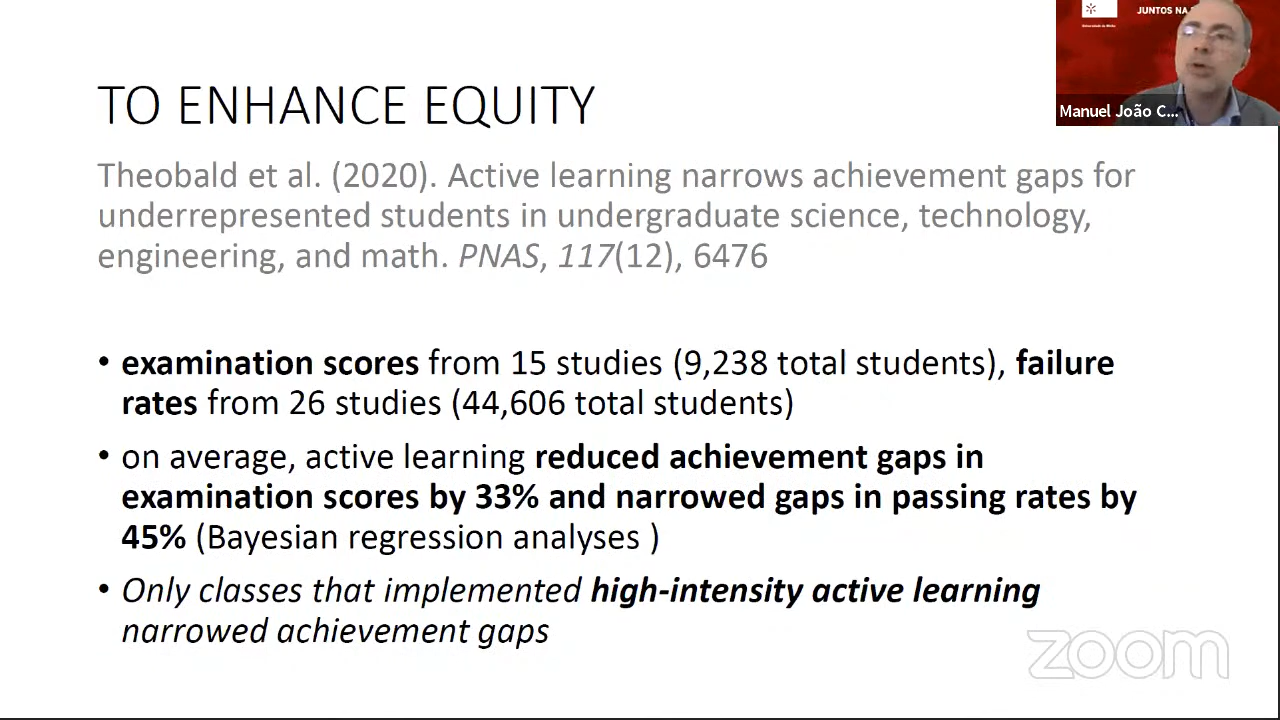 JUNTOS NA
Universidade do Minho
Manuel João C...
TO ENHANCE EQUITY
Theobald et al. (2020). Active learning narrows achievement gaps for
underrepresented students in undergraduate science, technology,
engineering, and math. PNAS, 117(12), 6476
• examination scores from 15 studies (9,238 total students), failure
rates from 26 studies (44,606 total students)
• on average, active learning reduced achievement gaps in
examination scores by 33% and narrowed gaps in passing rates by
45% (Bayesian regression analyses )
• Only classes that implemented high-intensity active learning
narrowed achievement gaps
zoom